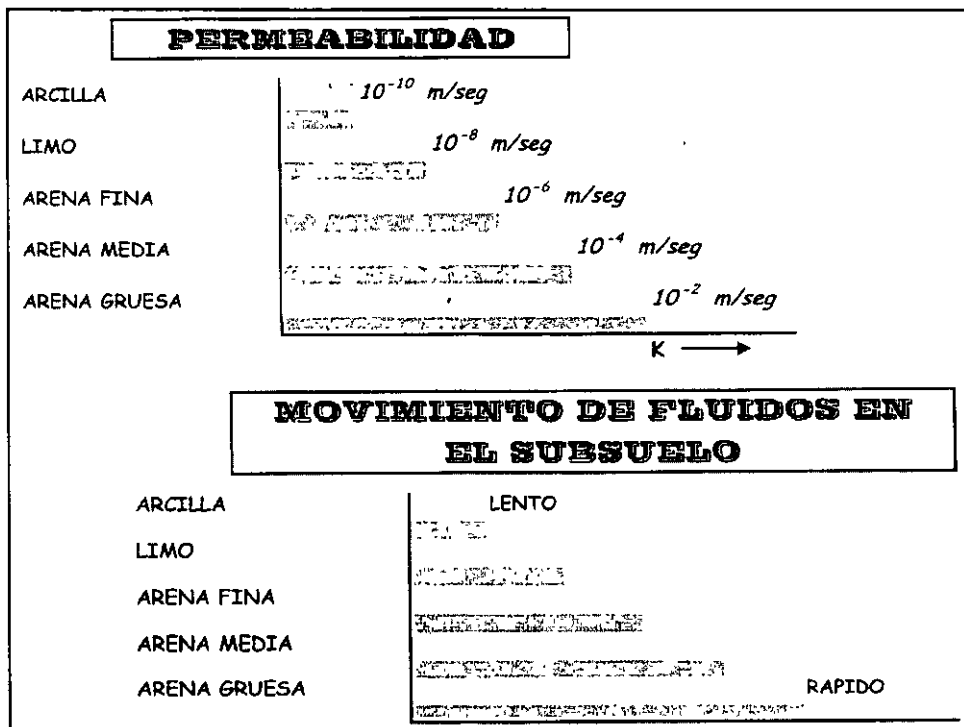 PERMEABILIDAD
ARCILLA 10⁻¹⁰ m/seg
LIMO 10⁻⁸ m/seg
ARENA FINA 10⁻⁶ m/seg
ARENA MEDIA 10⁻⁴ m/seg
ARENA GRUESA 10⁻² m/seg
K
MOVIMIENTO DE FLUIDOS EN
EL SUBSUELO
ARCILLA LENTO
LIMO
ARENA FINA
ARENA MEDIA
ARENA GRUESA RAPIDO